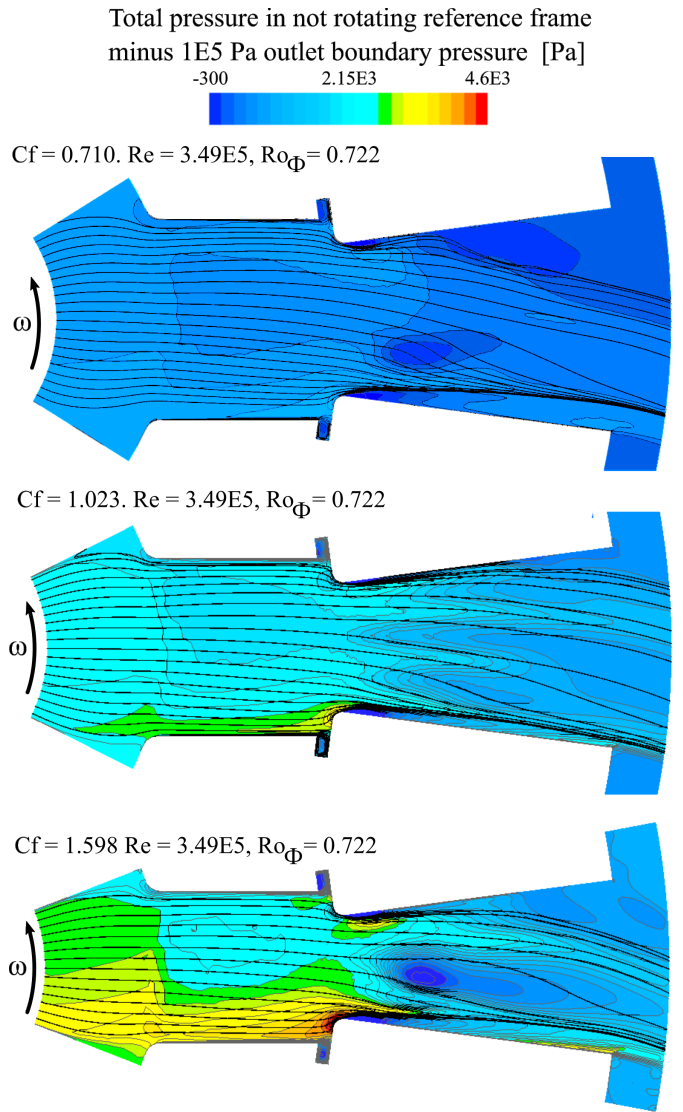 Total pressure in not rotating reference frame
minus 1E5 Pa outlet boundary pressure [Pa]
-300 2.15E3 4.6E3
Cf = 0.710. Re = 3.49E5, RoΦ = 0.722
ω
Cf = 1.023. Re = 3.49E5, RoΦ = 0.722
ω
Cf = 1.598 Re = 3.49E5, RoΦ = 0.722
ω